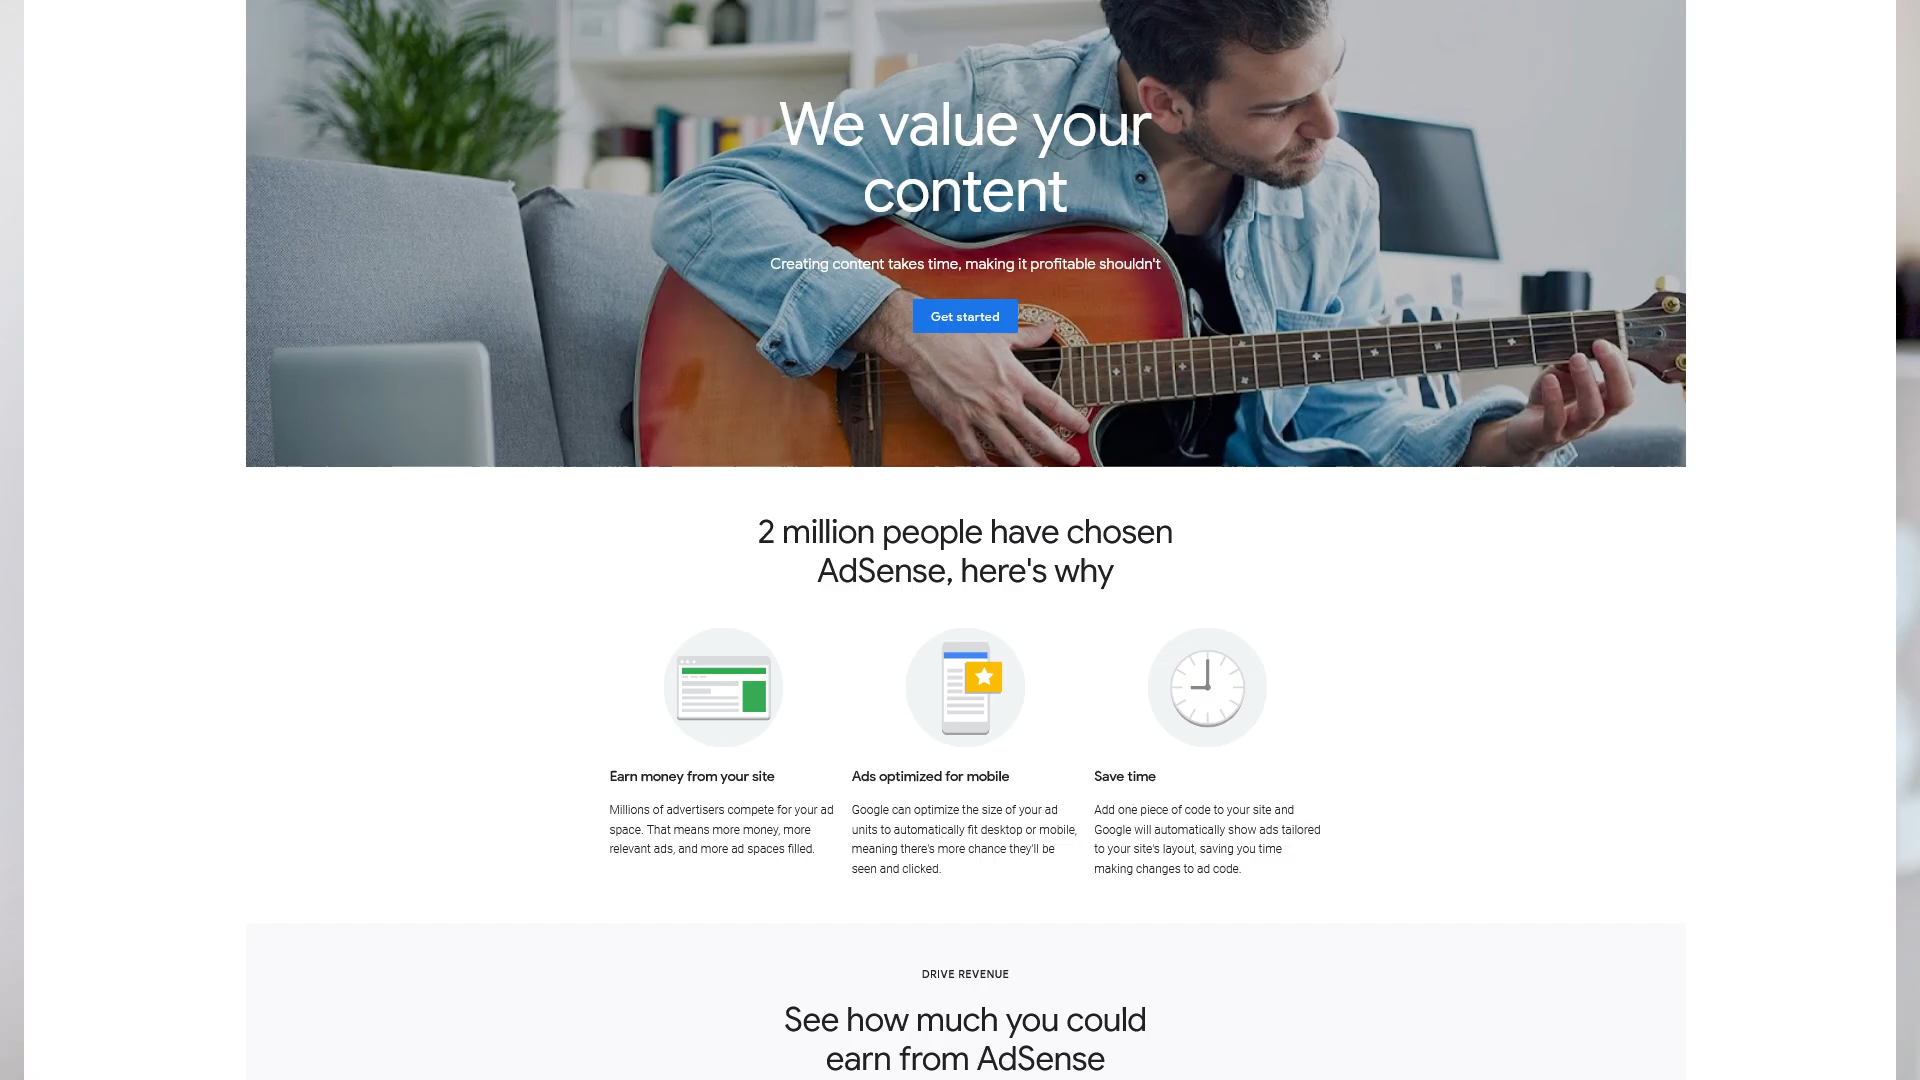 We value your
content
Creating content takes time, making it profitable shouldn't
Get started
2 million people have chosen
AdSense, here's why
Earn money from your site
Millions of advertisers compete for your ad
space. That means more money, more
relevant ads, and more ad spaces filled.
Ads optimized for mobile
Google can optimize the size of your ad
units to automatically fit desktop or mobile,
meaning there's more chance they'll be
seen and clicked.
Save time
Add one piece of code to your site and
Google will automatically show ads tailored
to your site's layout, saving you time
making changes to ad code.
DRIVE REVENUE
See how much you could
earn from AdSense